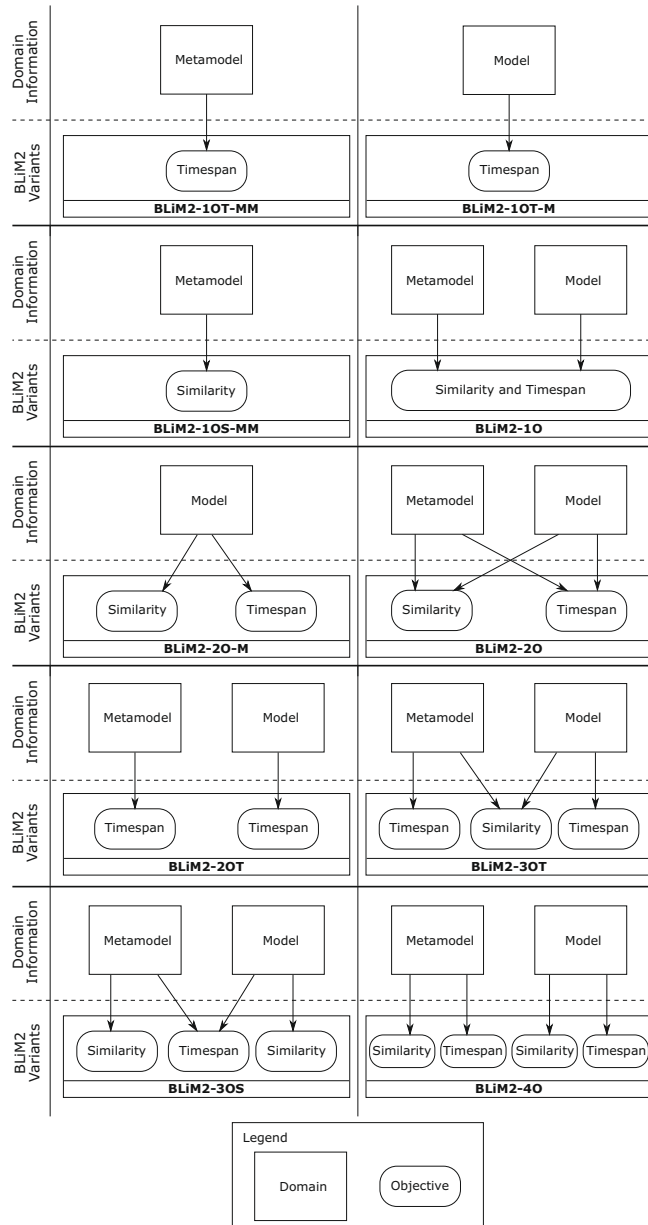 Domain
Information
Metamodel
Model
BLiM2
Variants
Timespan
Timespan
BLiM2-1OT-MM
BLiM2-1OT-M
Domain
Information
Metamodel
Metamodel
Model
BLiM2
Variants
Similarity
Similarity and Timespan
BLiM2-1OS-MM
BLiM2-1O
Domain
Information
Model
Metamodel
Model
BLiM2
Variants
Similarity
Timespan
Similarity
Timespan
BLiM2-2O-M
BLiM2-2O
Domain
Information
Metamodel
Model
Metamodel
Model
BLiM2
Variants
Timespan
Timespan
Timespan
Similarity
Timespan
BLiM2-2OT
BLiM2-3OT
Domain
Information
Metamodel
Model
Metamodel
Model
BLiM2
Variants
Similarity
Timespan
Similarity
Similarity
Timespan
Similarity
Timespan
BLiM2-3OS
BLiM2-4O
Legend
Domain
Objective